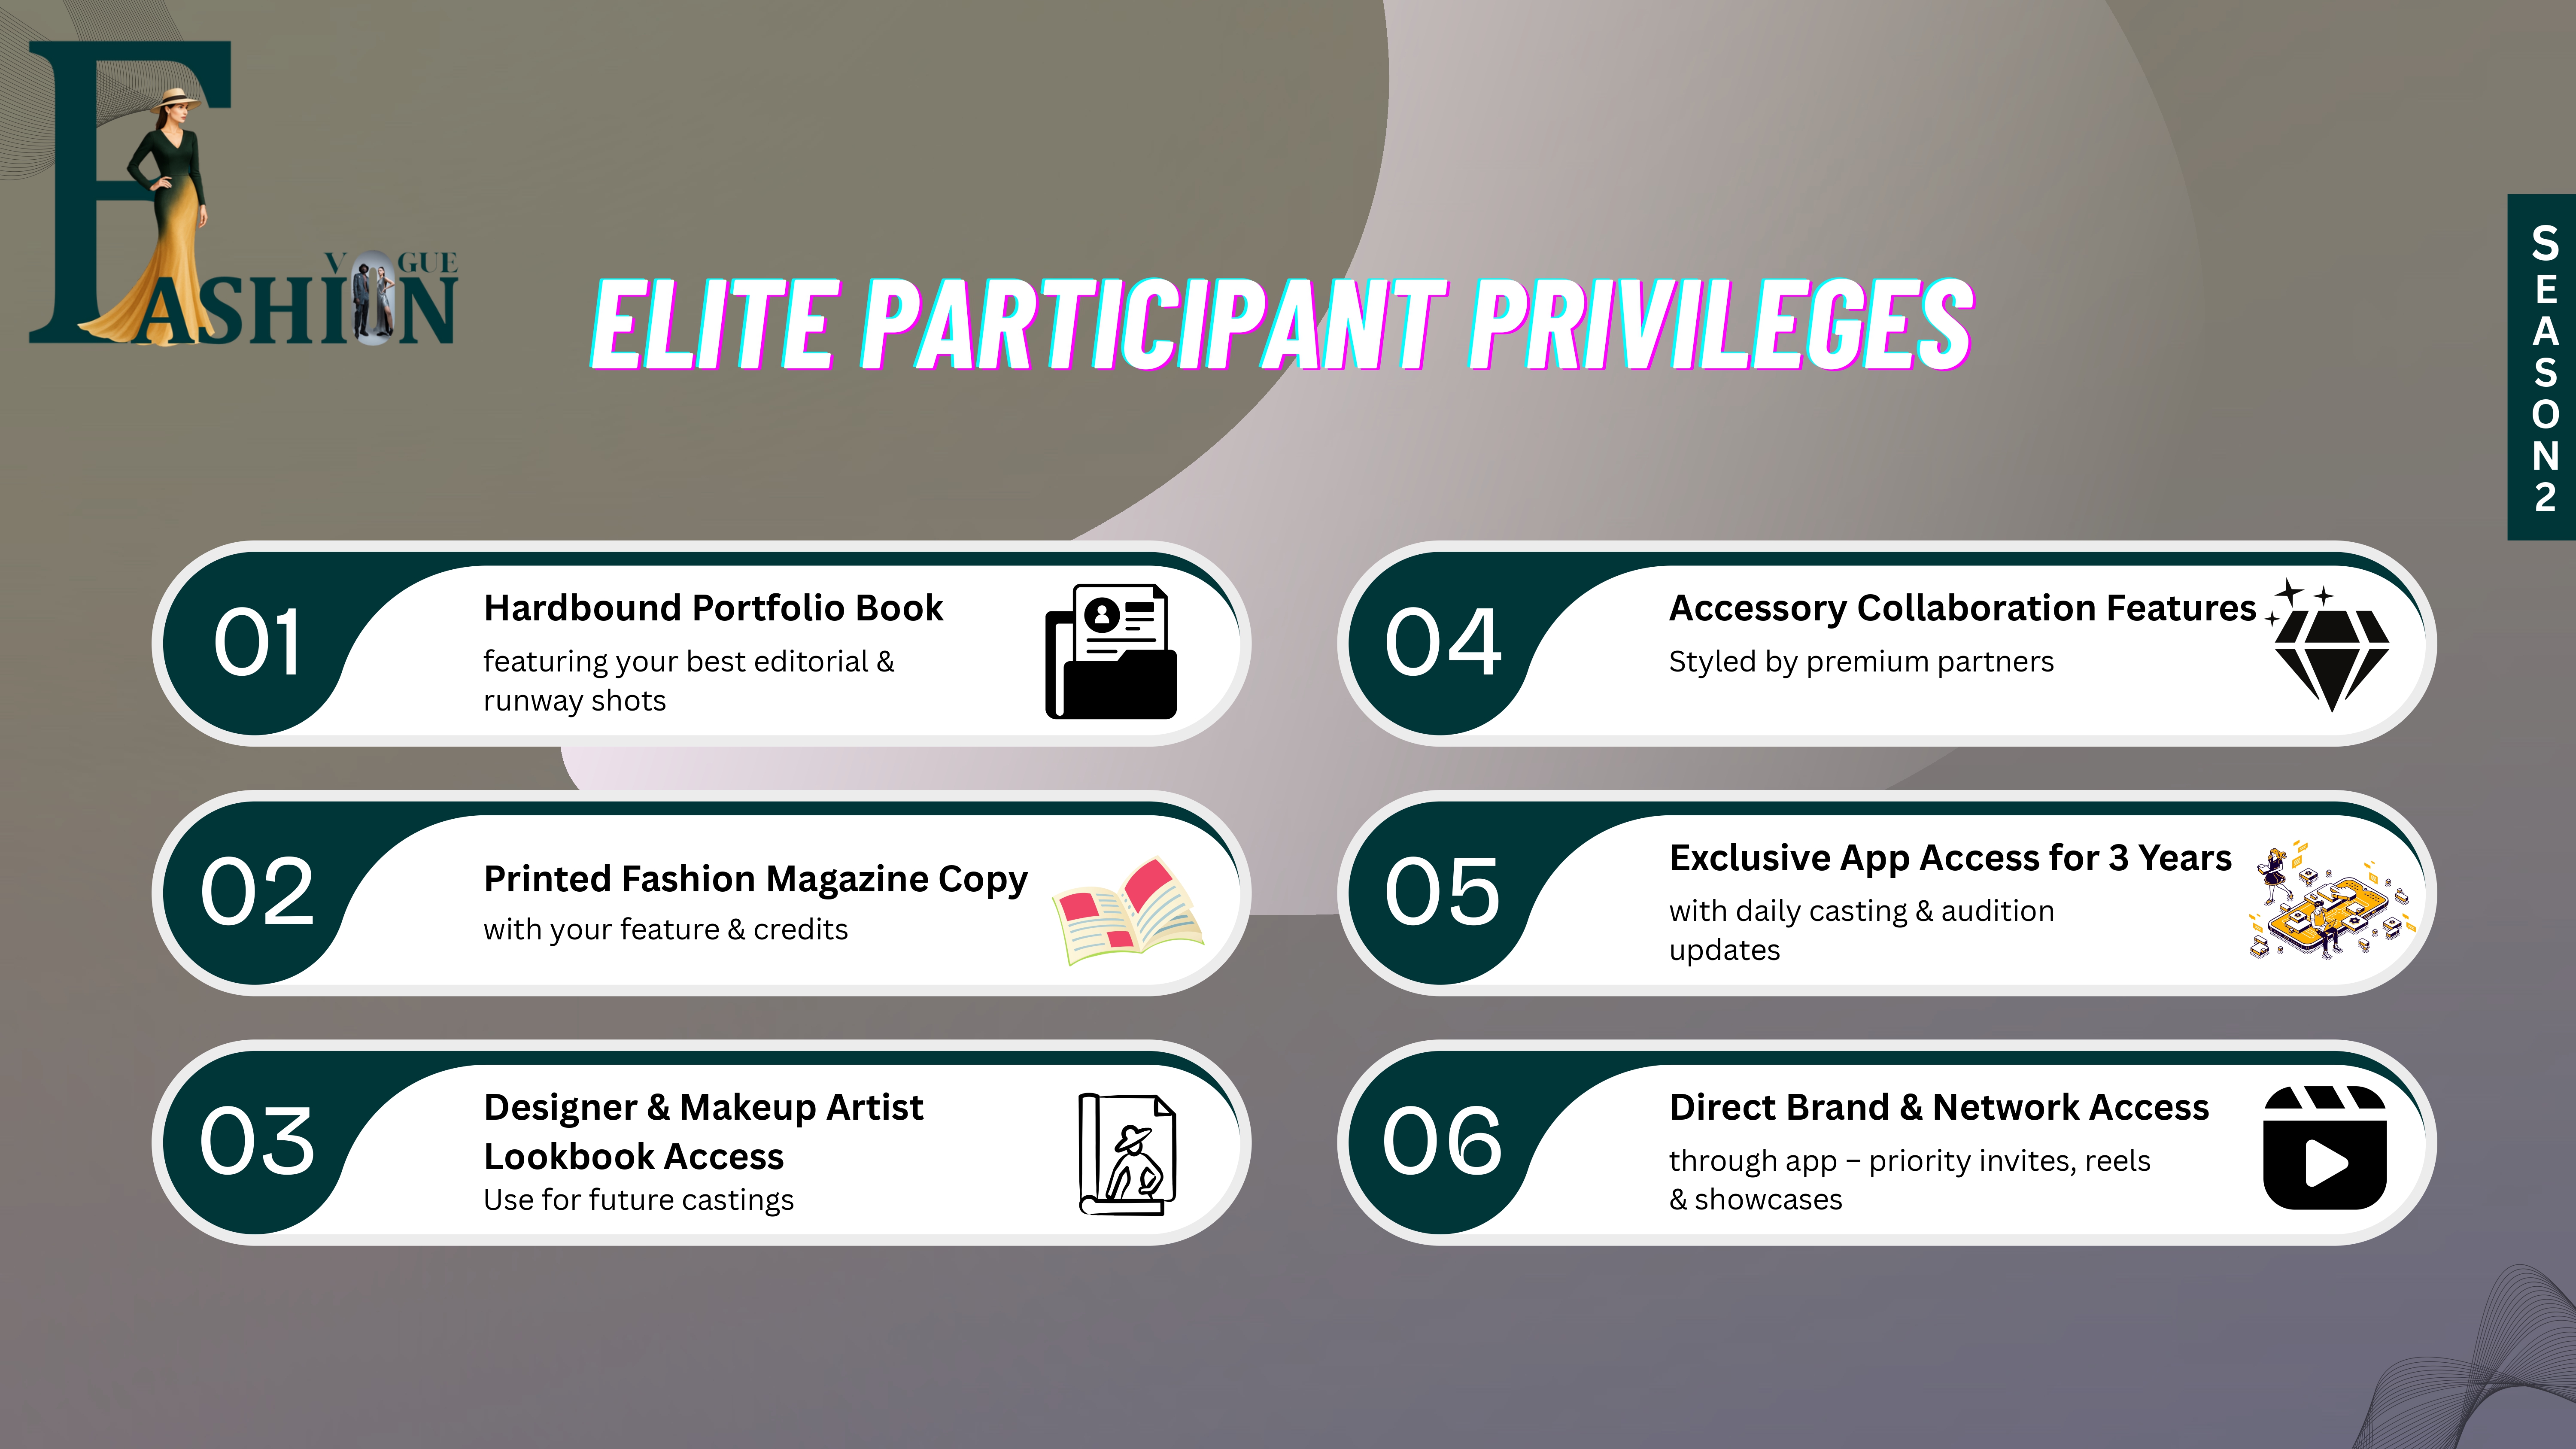 VOGUE
FASHION
ELITE PARTICIPANT PRIVILEGES
SEASON2
01
Hardbound Portfolio Book
featuring your best editorial &
runway shots
02
Printed Fashion Magazine Copy
with your feature & credits
03
Designer & Makeup Artist
Lookbook Access
Use for future castings
04
Accessory Collaboration Features
Styled by premium partners
05
Exclusive App Access for 3 Years
with daily casting & audition
updates
06
Direct Brand & Network Access
through app – priority invites, reels
& showcases